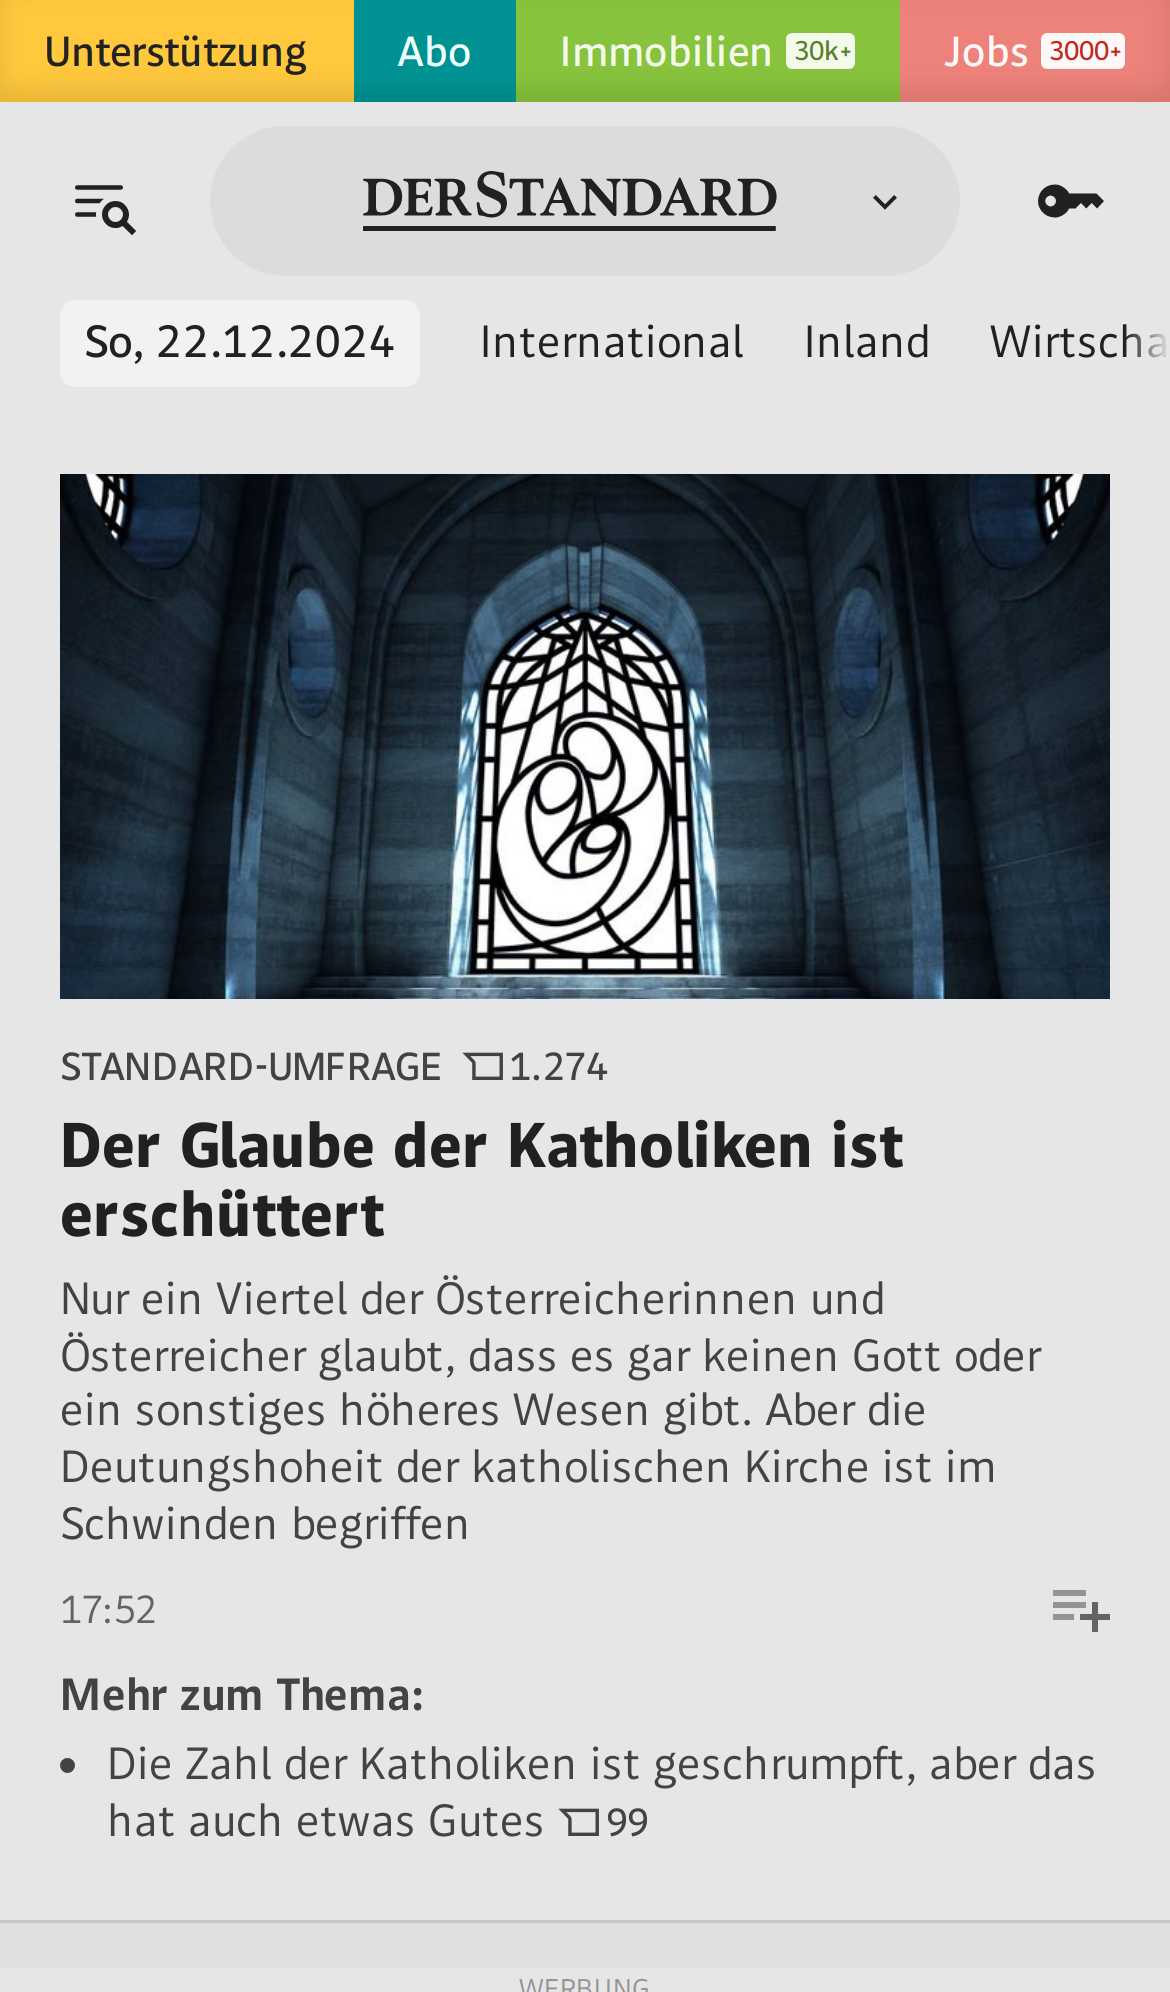 Unterstützung
Abo
Immobilien 30k+
Jobs 3000+
DERSTANDARD
So, 22.12.2024
International
Inland
Wirtscha
STANDARD-UMFRAGE 1.274
Der Glaube der Katholiken ist
erschüttert
Nur ein Viertel der Österreicherinnen und
Österreicher glaubt, dass es gar keinen Gott oder
ein sonstiges höheres Wesen gibt. Aber die
Deutungshoheit der katholischen Kirche ist im
Schwinden begriffen
17:52
Mehr zum Thema:
• Die Zahl der Katholiken ist geschrumpft, aber das
hat auch etwas Gutes 99
WERBUNG